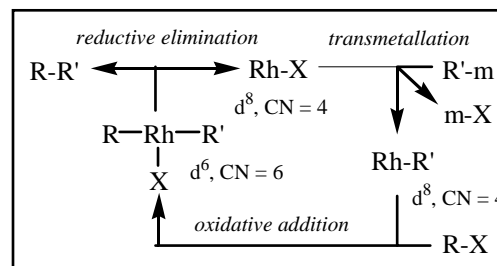 reductive elimination transmetallation
R-R' Rh-X R'-m
d⁸, CN = 4 m-X
R-Rh-R' Rh-R'
X d⁶, CN = 6 d⁸, CN = 4
oxidative addition R-X